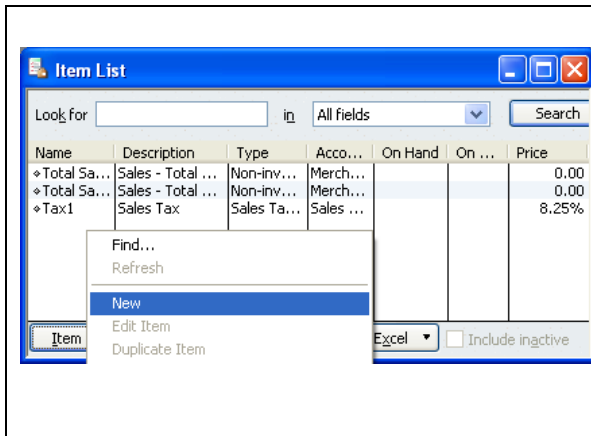 Item List
Look for in All fields Search
Name Description Type Acco... On Hand On ... Price
Total Sa... Sales - Total ... Non-inv... Merch... 0.00
Total Sa... Sales - Total ... Non-inv... Merch... 0.00
Tax1 Sales Tax Sales Ta... Sales ... 8.25%
Find...
Refresh
New
Edit Item
Duplicate Item
Item Excel Include inactive